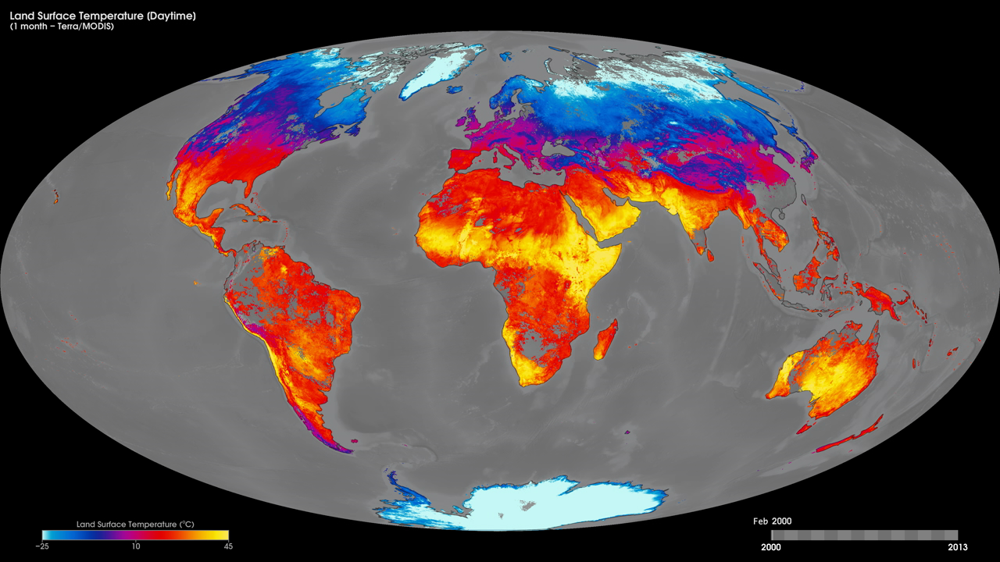 Land Surface Temperature (Daytime)
(1 month – Terra/MODIS)
Land Surface Temperature (°C)
−25 10 45
Feb 2000
2000 2013